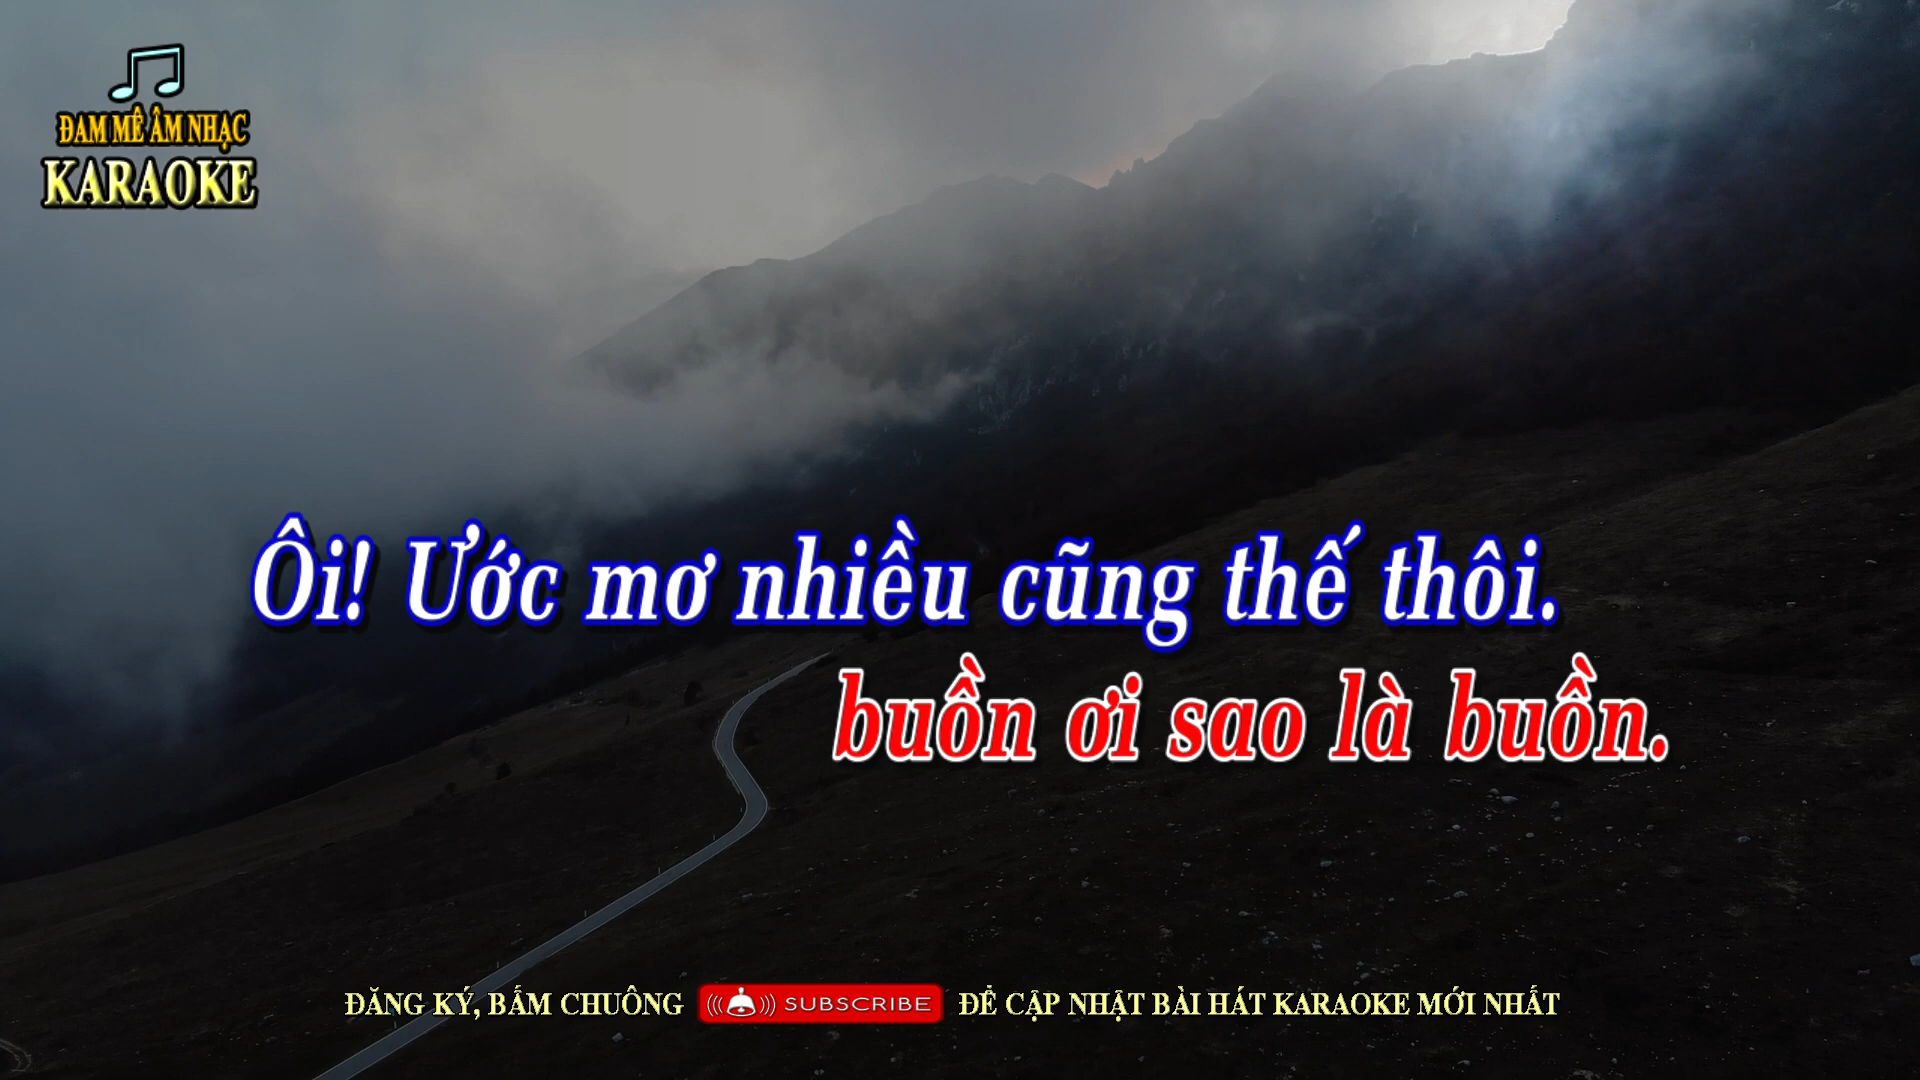 ĐAM MÊ ÂM NHẠC
KARAOKE
Ôi! Ước mơ nhiều cũng thế thôi.
buồn ơi sao là buồn.
ĐĂNG KÝ, BẤM CHUÔNG SUBSCRIBE ĐỂ CẬP NHẬT BÀI HÁT KARAOKE MỚI NHẤT